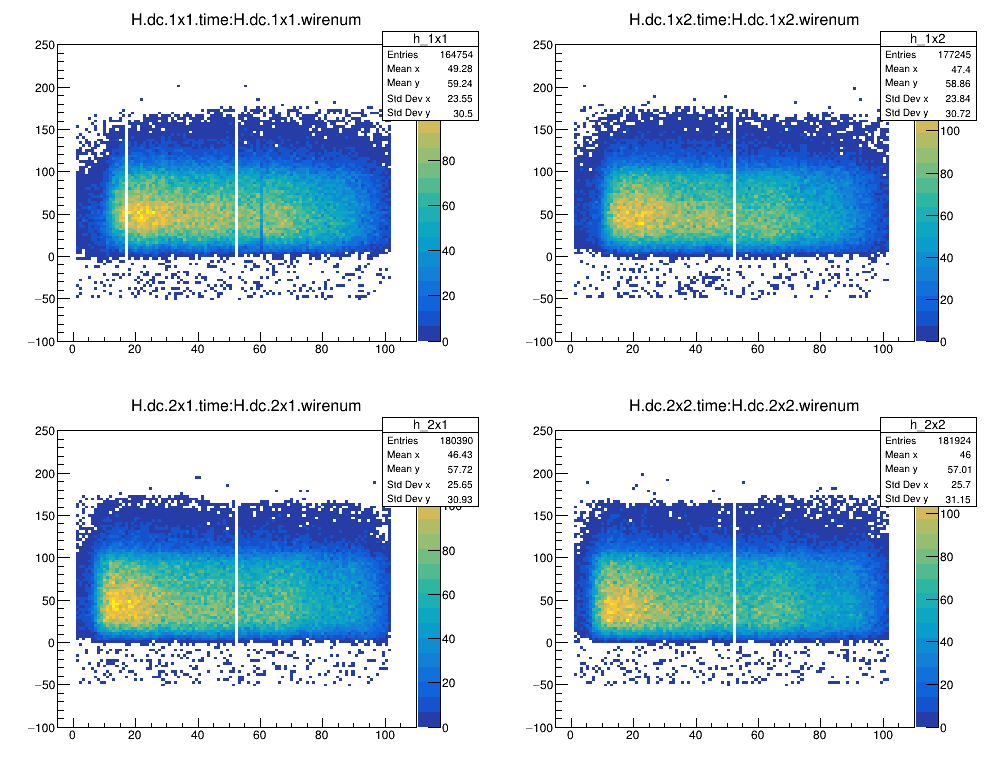 H.dc.1x1.time:H.dc.1x1.wirenum
h_1x1
Entries 164754
Mean x 49.28
Mean y 59.24
Std Dev x 23.55
Std Dev y 30.5
250
200
150
100
50
0
−50
−100
0 20 40 60 80 100
80
60
40
20
0
H.dc.1x2.time:H.dc.1x2.wirenum
h_1x2
Entries 177245
Mean x 47.4
Mean y 58.86
Std Dev x 23.84
Std Dev y 30.72
250
200
150
100
50
0
−50
−100
0 20 40 60 80 100
100
80
60
40
20
0
H.dc.2x1.time:H.dc.2x1.wirenum
h_2x1
Entries 180390
Mean x 46.43
Mean y 57.72
Std Dev x 25.65
Std Dev y 30.93
250
200
150
100
50
0
−50
−100
0 20 40 60 80 100
100
80
60
40
20
0
H.dc.2x2.time:H.dc.2x2.wirenum
h_2x2
Entries 181924
Mean x 46
Mean y 57.01
Std Dev x 25.7
Std Dev y 31.15
250
200
150
100
50
0
−50
−100
0 20 40 60 80 100
100
80
60
40
20
0